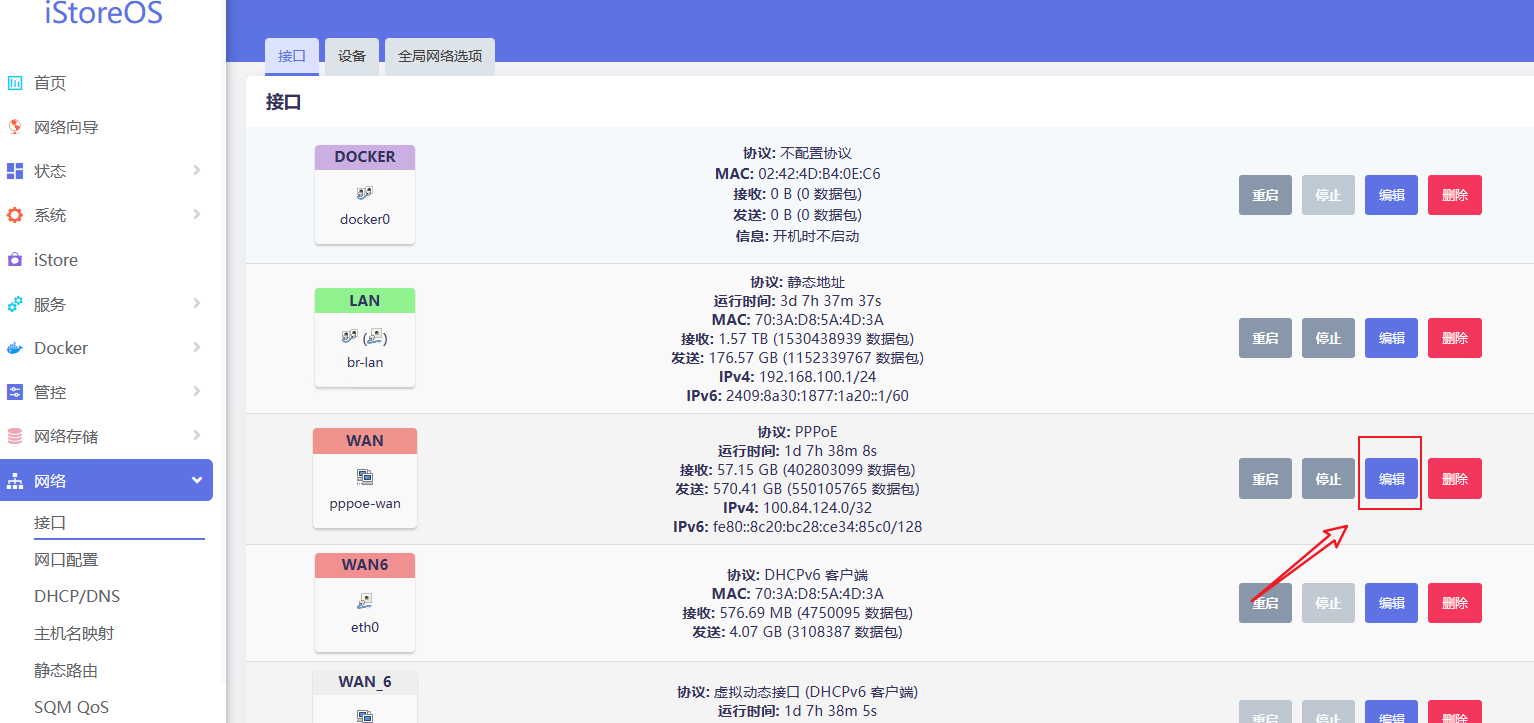 iStoreOS
首页
网络向导
状态
系统
iStore
服务
Docker
管控
网络存储
网络
接口
网口配置
DHCP/DNS
主机名映射
静态路由
SQM QoS
接口 设备 全局网络选项
接口
DOCKER
docker0
协议: 不配置协议
MAC: 02:42:4D:B4:0E:C6
接收: 0 B (0 数据包)
发送: 0 B (0 数据包)
信息: 开机时不启动
重启 停止 编辑 删除
LAN
br-lan
协议: 静态地址
运行时间: 3d 7h 37m 37s
MAC: 70:3A:D8:5A:4D:3A
接收: 1.57 TB (1530438939 数据包)
发送: 176.57 GB (1152339767 数据包)
IPv4: 192.168.100.1/24
IPv6: 2409:8a30:1877:1a20::1/60
重启 停止 编辑 删除
WAN
pppoe-wan
协议: PPPoE
运行时间: 1d 7h 38m 8s
接收: 57.15 GB (402803099 数据包)
发送: 570.41 GB (550105765 数据包)
IPv4: 100.84.124.0/32
IPv6: fe80::8c20:bc28:ce34:85c0/128
重启 停止 编辑 删除
WAN6
eth0
协议: DHCPv6 客户端
MAC: 70:3A:D8:5A:4D:3A
接收: 576.69 MB (4750095 数据包)
发送: 4.07 GB (3108387 数据包)
重启 停止 编辑 删除
WAN_6
协议: 虚拟动态接口 (DHCPv6 客户端)
运行时间: 1d 7h 38m 5s
重启 停止 编辑 删除